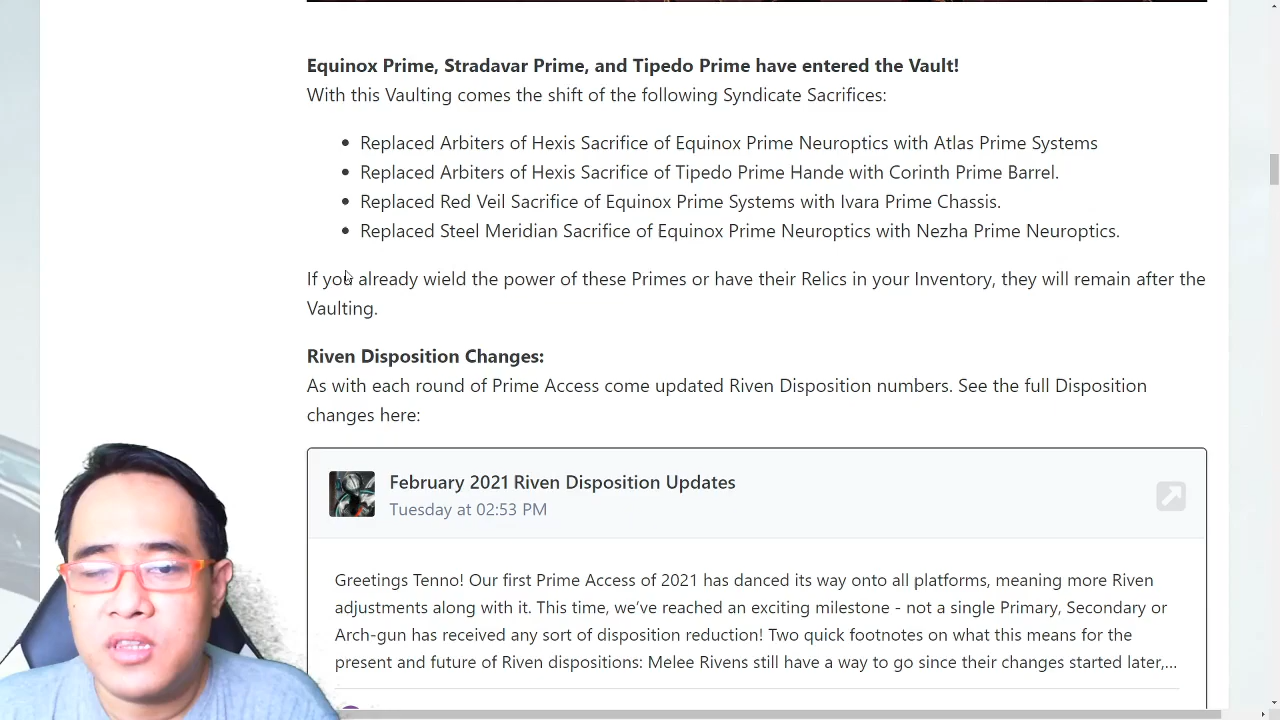 Equinox Prime, Stradavar Prime, and Tipedo Prime have entered the Vault!
With this Vaulting comes the shift of the following Syndicate Sacrifices:
Replaced Arbiters of Hexis Sacrifice of Equinox Prime Neuroptics with Atlas Prime Systems
Replaced Arbiters of Hexis Sacrifice of Tipedo Prime Hande with Corinth Prime Barrel.
Replaced Red Veil Sacrifice of Equinox Prime Systems with Ivara Prime Chassis.
Replaced Steel Meridian Sacrifice of Equinox Prime Neuroptics with Nezha Prime Neuroptics.
If you already wield the power of these Primes or have their Relics in your Inventory, they will remain after the
Vaulting.
Riven Disposition Changes:
As with each round of Prime Access come updated Riven Disposition numbers. See the full Disposition
changes here:
February 2021 Riven Disposition Updates
Tuesday at 02:53 PM
Greetings Tenno! Our first Prime Access of 2021 has danced its way onto all platforms, meaning more Riven
adjustments along with it. This time, we've reached an exciting milestone - not a single Primary, Secondary or
Arch-gun has received any sort of disposition reduction! Two quick footnotes on what this means for the
present and future of Riven dispositions: Melee Rivens still have a way to go since their changes started later,...